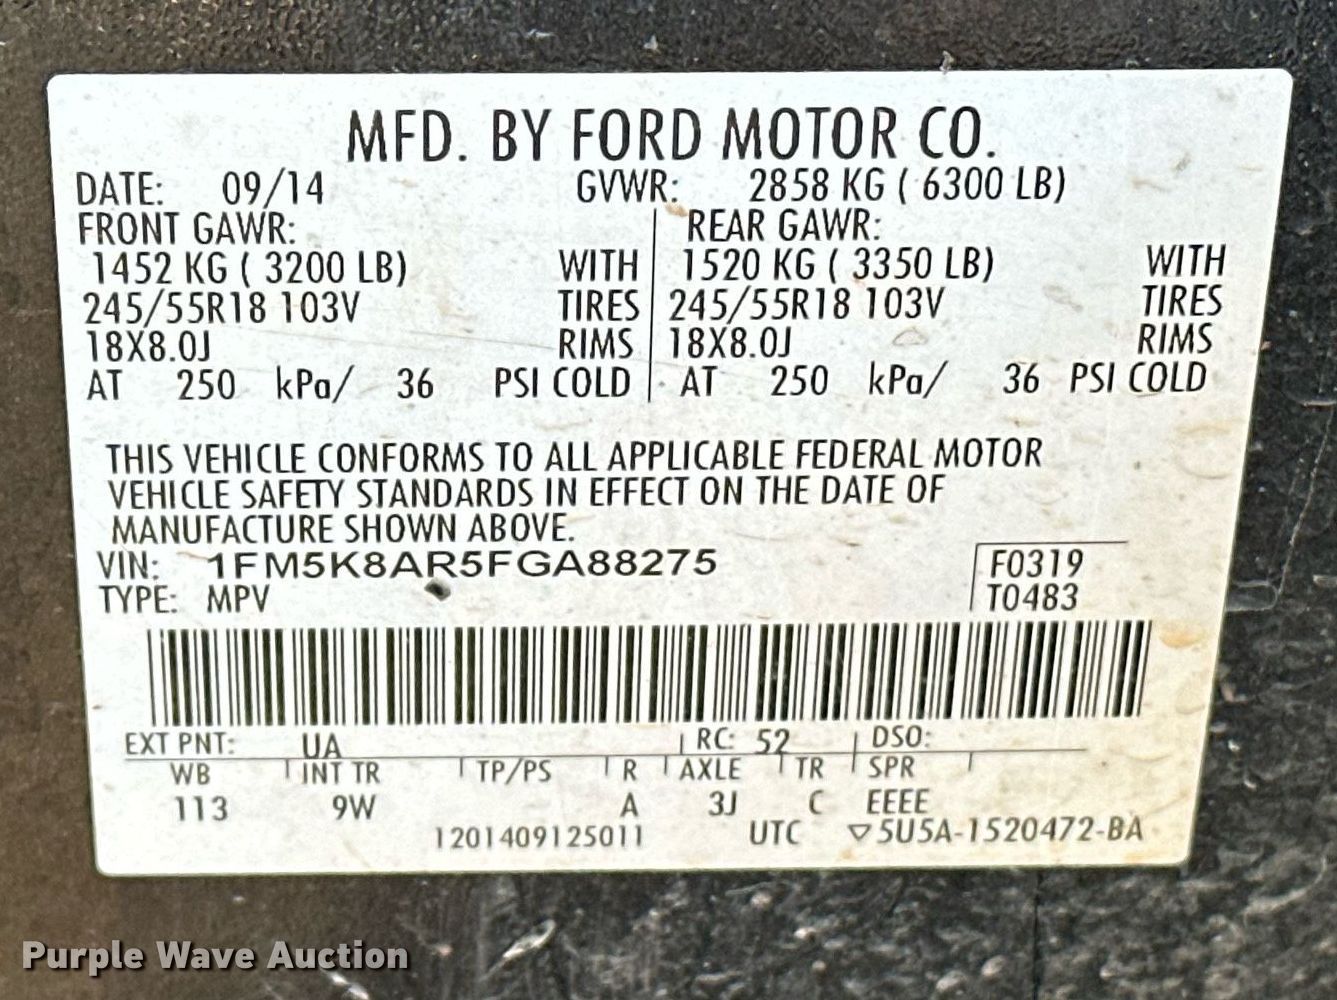 MFD. BY FORD MOTOR CO.
DATE: 09/14 GVWR: 2858 KG ( 6300 LB)
FRONT GAWR: REAR GAWR:
1452 KG ( 3200 LB) WITH 1520 KG ( 3350 LB) WITH
245/55R18 103V TIRES 245/55R18 103V TIRES
18X8.0J RIMS 18X8.0J RIMS
AT 250 kPa/ 36 PSI COLD AT 250 kPa/ 36 PSI COLD
THIS VEHICLE CONFORMS TO ALL APPLICABLE FEDERAL MOTOR
VEHICLE SAFETY STANDARDS IN EFFECT ON THE DATE OF
MANUFACTURE SHOWN ABOVE.
VIN: 1FM5K8AR5FGA88275 F0319
TYPE: MPV T0483
EXT PNT: UA RC: 52 DSO:
WB INT TR TP/PS R AXLE TR SPR
113 9W A 3J C EEEE
1201409125011 UTC ▽5U5A-1520472-BA
Purple Wave Auction